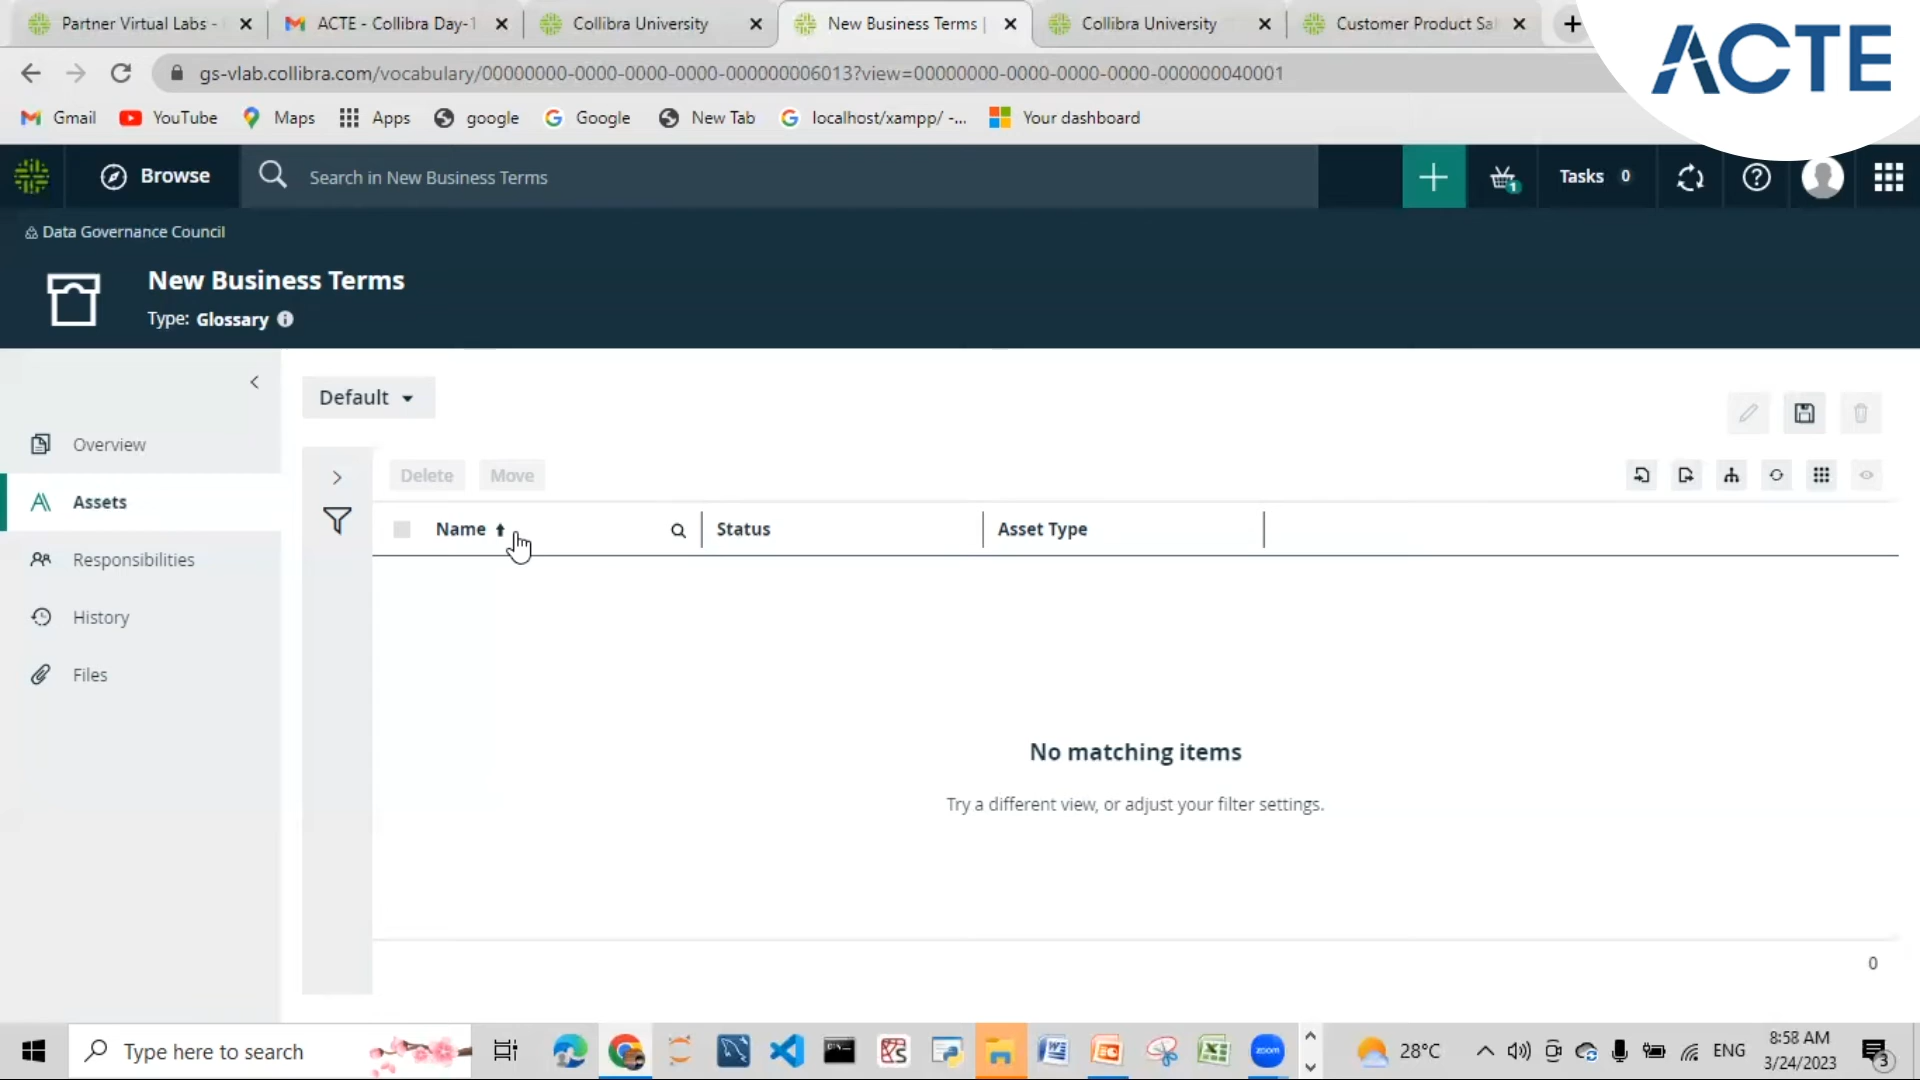 Partner Virtual Labs -
ACTE - Collibra Day-1
Collibra University
New Business Terms |
Collibra University
Customer Product Sal
ACTE
gs-vlab.collibra.com/vocabulary/00000000-0000-0000-0000-000000006013?view=00000000-0000-0000-0000-000000040001
Gmail
YouTube
Maps
Apps
google
Google
New Tab
localhost/xampp/ -...
Your dashboard
Browse
Search in New Business Terms
1
Tasks 0
Data Governance Council
New Business Terms
Type: Glossary
Default
Overview
Assets
Responsibilities
History
Files
Delete
Move
Name
Status
Asset Type
No matching items
Try a different view, or adjust your filter settings.
0
Type here to search
zoom
28°C
ENG
8:58 AM
3/24/2023
3